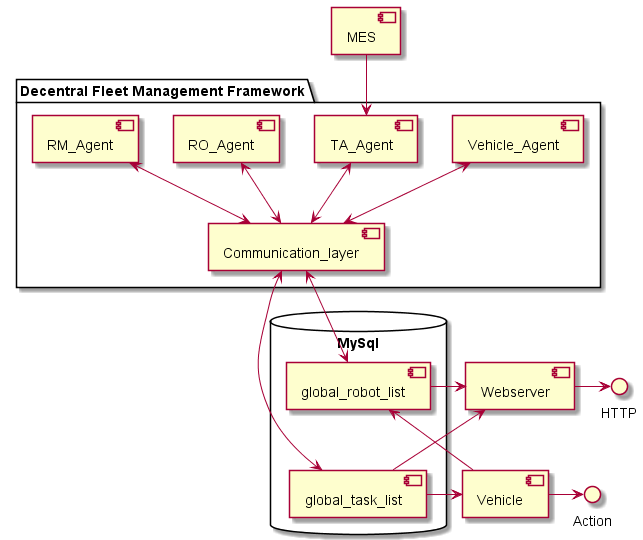 MES
Decentral Fleet Management Framework
RM_Agent
RO_Agent
TA_Agent
Vehicle_Agent
Communication_layer
MySql
global_robot_list
Webserver
HTTP
global_task_list
Vehicle
Action